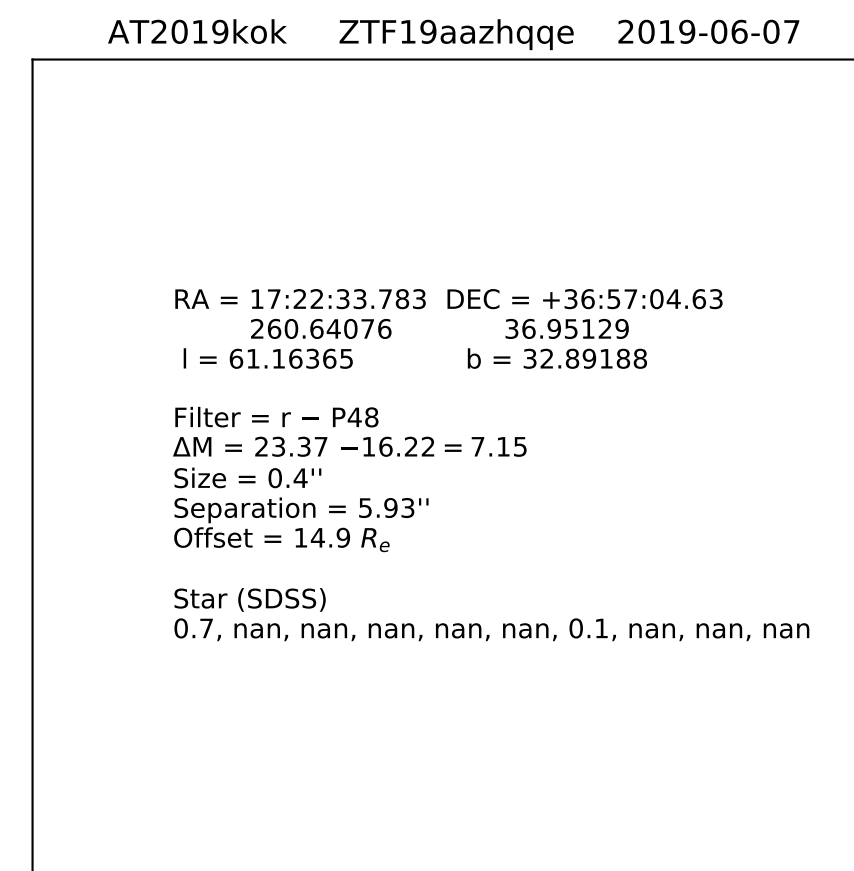 AT2019kok ZTF19aazhqqe 2019-06-07
RA = 17:22:33.783 DEC = +36:57:04.63
260.64076 36.95129
l = 61.16365 b = 32.89188
Filter = r − P48
ΔM = 23.37 −16.22 = 7.15
Size = 0.4''
Separation = 5.93''
Offset = 14.9 Re
Star (SDSS)
0.7, nan, nan, nan, nan, nan, 0.1, nan, nan, nan